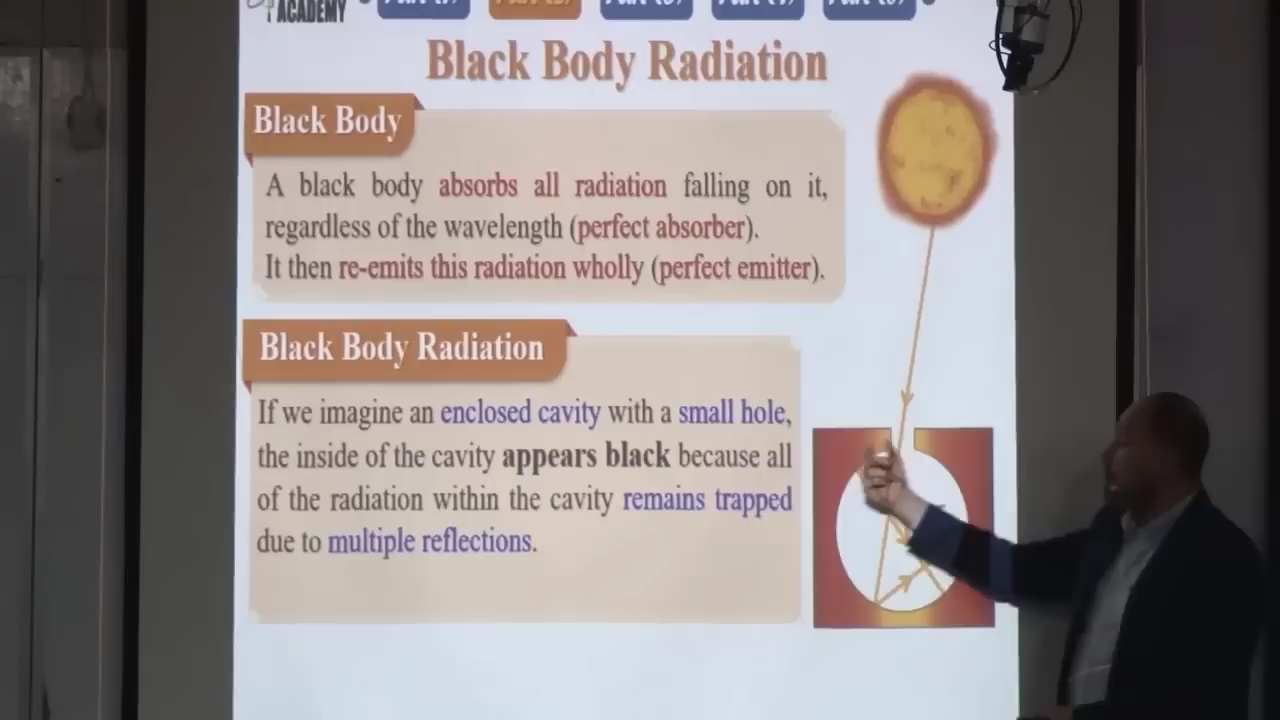 ACADEMY
Black Body Radiation
Black Body
A black body absorbs all radiation falling on it,
regardless of the wavelength (perfect absorber).
It then re-emits this radiation wholly (perfect emitter).
Black Body Radiation
If we imagine an enclosed cavity with a small hole,
the inside of the cavity appears black because all
of the radiation within the cavity remains trapped
due to multiple reflections.